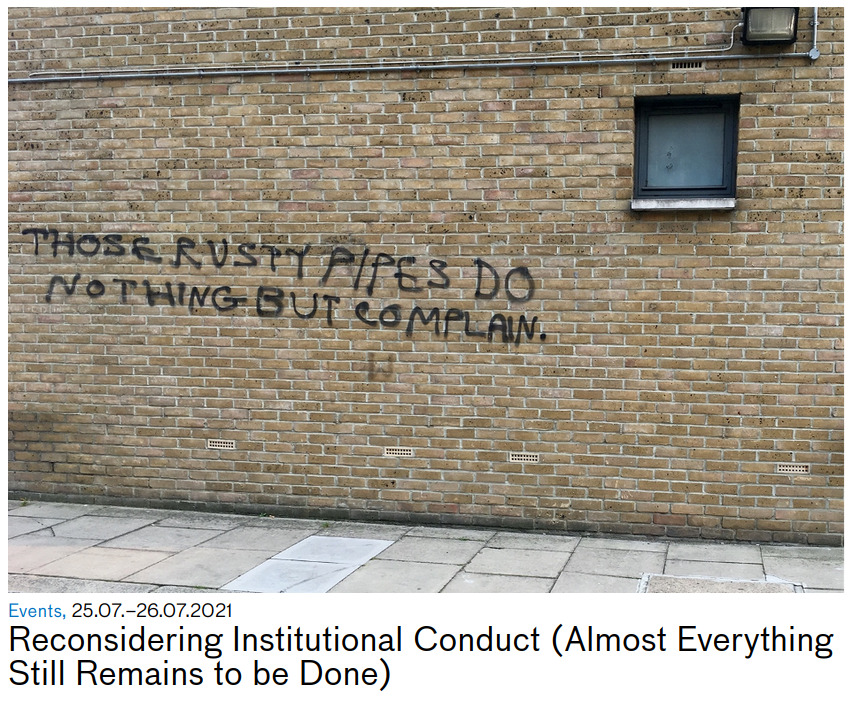 THOSE RUSTY PIPES DO
NOTHING BUT COMPLAIN.
Events, 25.07.–26.07.2021
Reconsidering Institutional Conduct (Almost Everything
Still Remains to be Done)